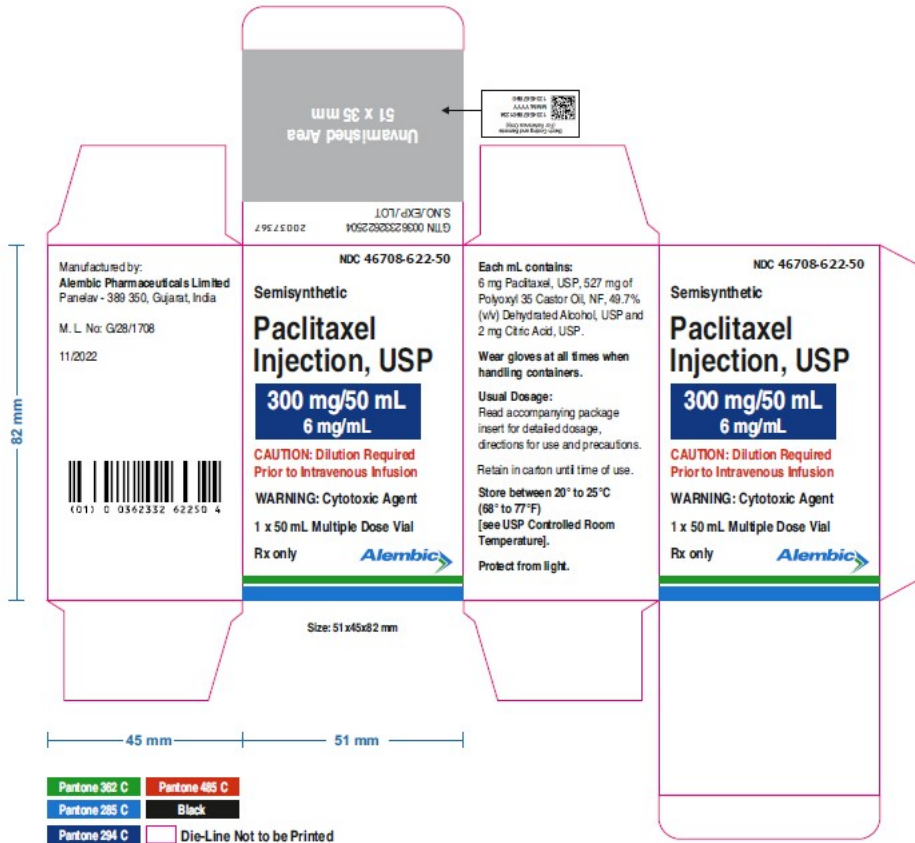 Batch Coding and Barcode
(For Reference Only)
Unvarnished Area
51 x 35 mm
GTIN 00362332622504
S.NO./EXP./LOT
20037367
Manufactured by:
Alembic Pharmaceuticals Limited
Panelav - 389 350, Gujarat, India
M. L. No: G/28/1708
11/2022
(01) 0 0362332 62250 4
NDC 46708-622-50
Semisynthetic
Paclitaxel
Injection, USP
300 mg/50 mL
6 mg/mL
CAUTION: Dilution Required
Prior to Intravenous Infusion
WARNING: Cytotoxic Agent
1 x 50 mL Multiple Dose Vial
Rx only
Alembic
Each mL contains:
6 mg Paclitaxel, USP, 527 mg of
Polyoxyl 35 Castor Oil, NF, 49.7%
(v/v) Dehydrated Alcohol, USP and
2 mg Citric Acid, USP.
Wear gloves at all times when
handling containers.
Usual Dosage:
Read accompanying package
insert for detailed dosage,
directions for use and precautions.
Retain in carton until time of use.
Store between 20° to 25°C
(68° to 77°F)
[see USP Controlled Room
Temperature].
Protect from light.
NDC 46708-622-50
Semisynthetic
Paclitaxel
Injection, USP
300 mg/50 mL
6 mg/mL
CAUTION: Dilution Required
Prior to Intravenous Infusion
WARNING: Cytotoxic Agent
1 x 50 mL Multiple Dose Vial
Rx only
Alembic
82 mm
Size: 51x45x82 mm
45 mm
51 mm
Pantone 362 C
Pantone 485 C
Pantone 285 C
Black
Pantone 294 C
Die-Line Not to be Printed